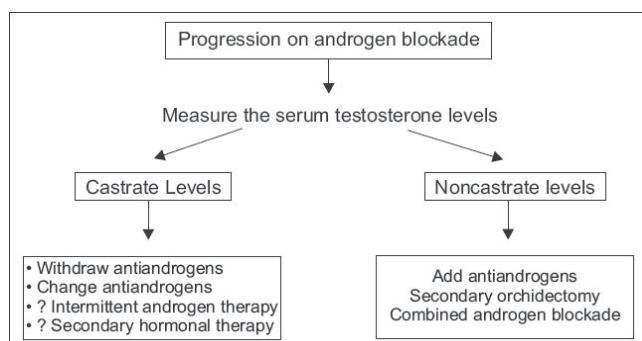 Progression on androgen blockade
Measure the serum testosterone levels
Castrate Levels
Noncastrate levels
• Withdraw antiandrogens
• Change antiandrogens
• ? Intermittent androgen therapy
• ? Secondary hormonal therapy
Add antiandrogens
Secondary orchidectomy
Combined androgen blockade